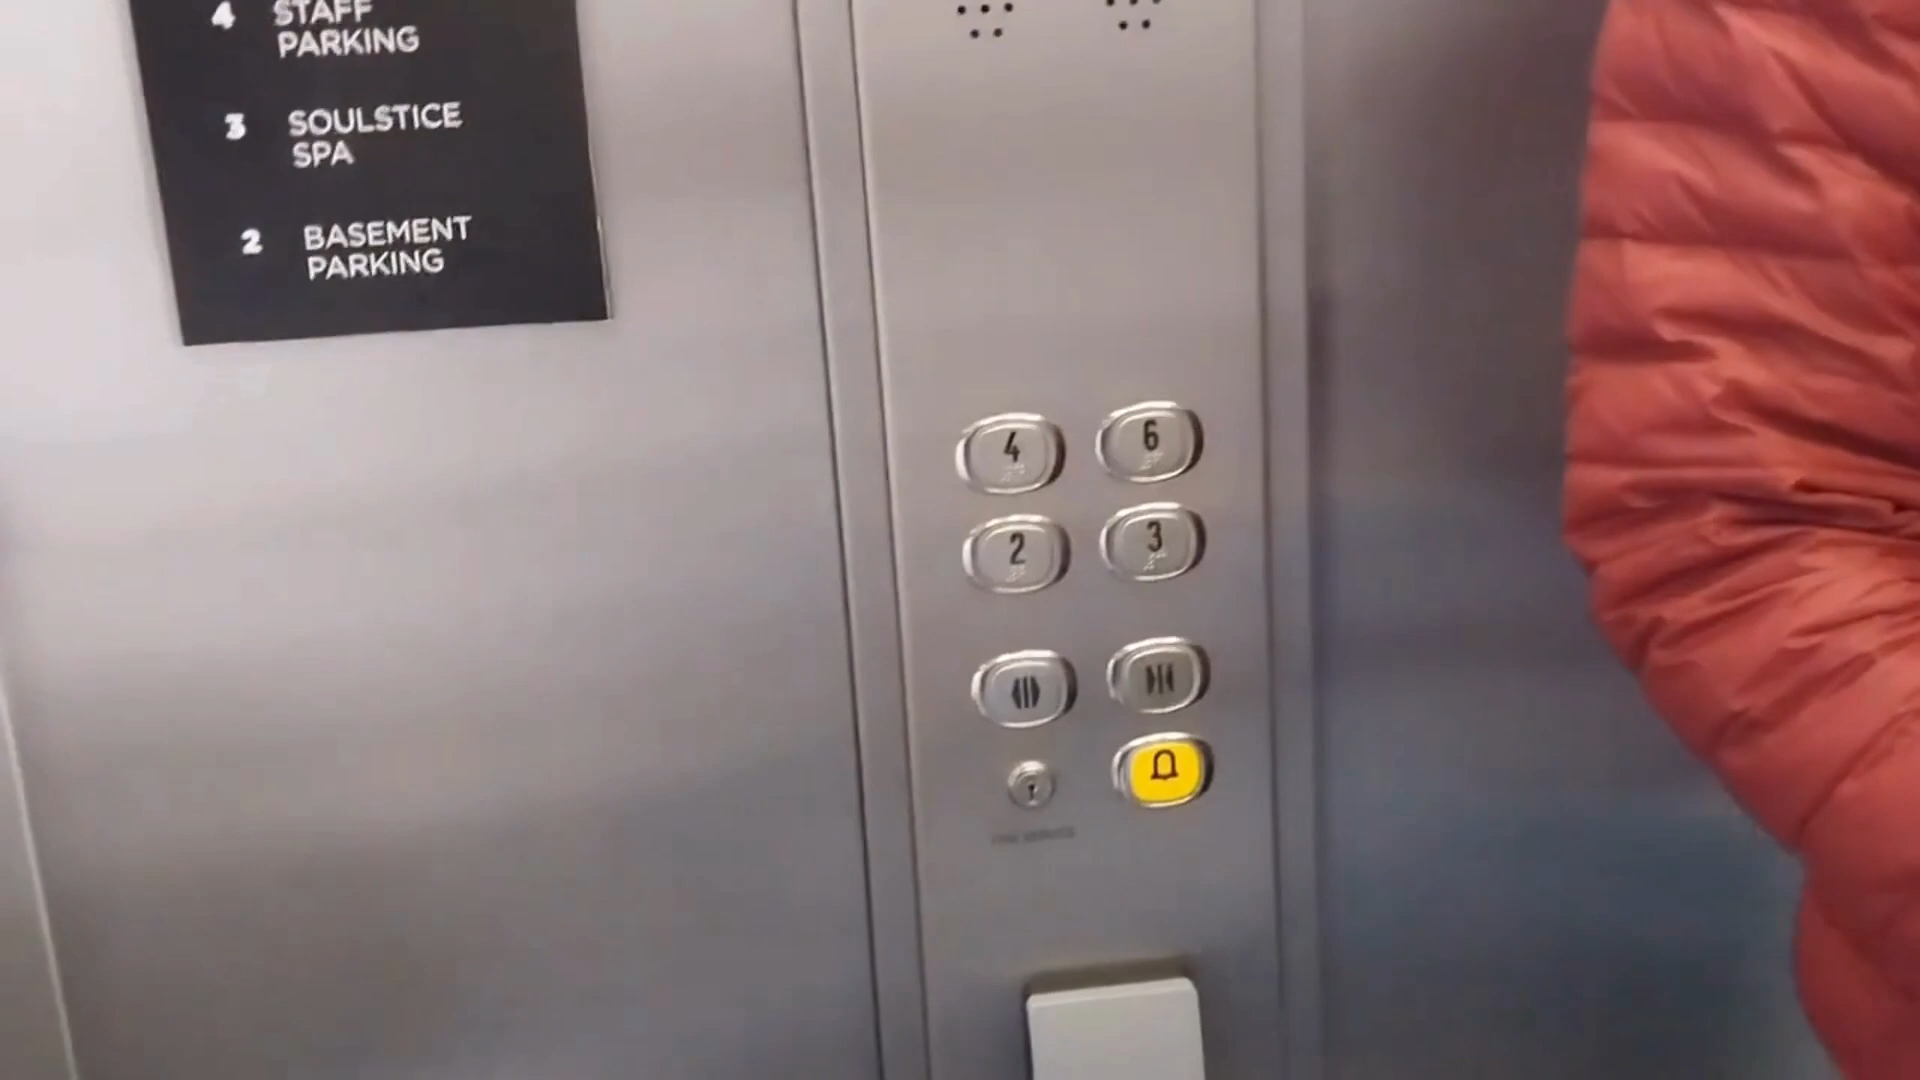 4 STAFF
PARKING
3 SOULSTICE
SPA
2 BASEMENT
PARKING
4 6
2 3